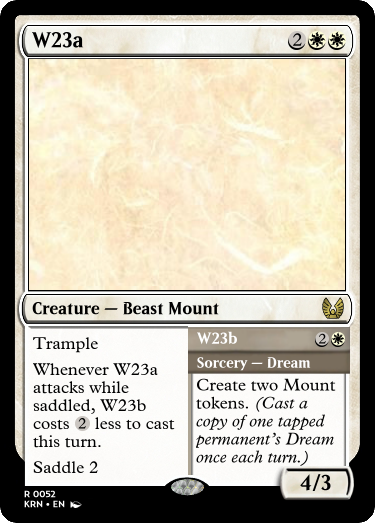 W23a 2
Creature — Beast Mount
Trample
Whenever W23a
attacks while
saddled, W23b
costs 2 less to cast
this turn.
Saddle 2
W23b 2
Sorcery — Dream
Create two Mount
tokens. (Cast a
copy of one tapped
permanent's Dream
once each turn.)
4/3
R 0052
KRN • EN